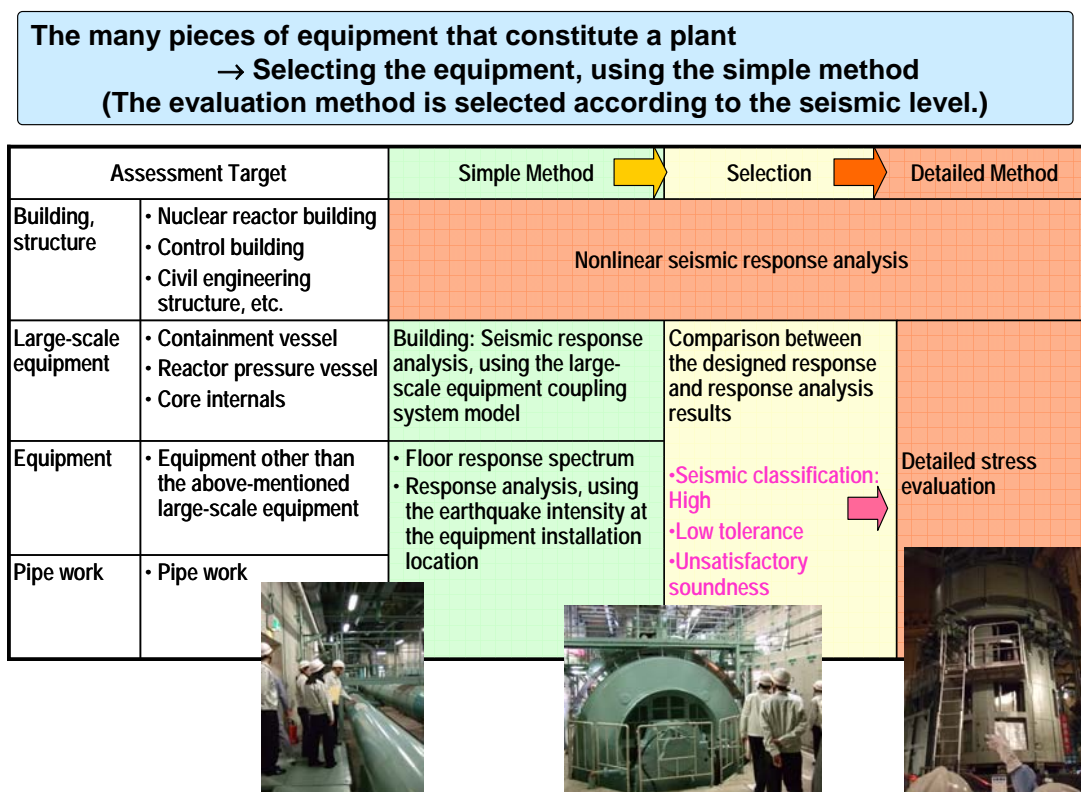 The many pieces of equipment that constitute a plant
→ Selecting the equipment, using the simple method
(The evaluation method is selected according to the seismic level.)
Assessment Target
Simple Method
Selection
Detailed Method
Building,
structure
・Nuclear reactor building
・Control building
・Civil engineering
structure, etc.
Nonlinear seismic response analysis
Large-scale
equipment
・Containment vessel
・Reactor pressure vessel
・Core internals
Building: Seismic response
analysis, using the large-
scale equipment coupling
system model
Comparison between
the designed response
and response analysis
results
Equipment
・Equipment other than
the above-mentioned
large-scale equipment
・Floor response spectrum
・Response analysis, using
the earthquake intensity at
the equipment installation
location
・Seismic classification:
High
・Low tolerance
・Unsatisfactory
soundness
Detailed stress
evaluation
Pipe work
・Pipe work